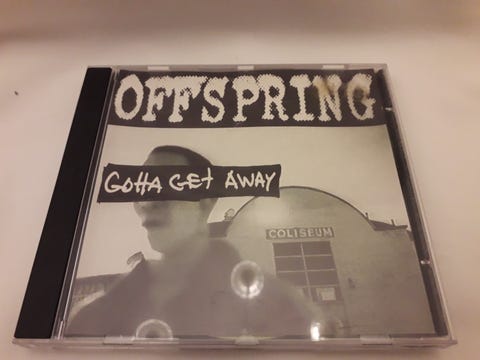 OFFSPRING
GOttA GEt AWAY
COLISEUM